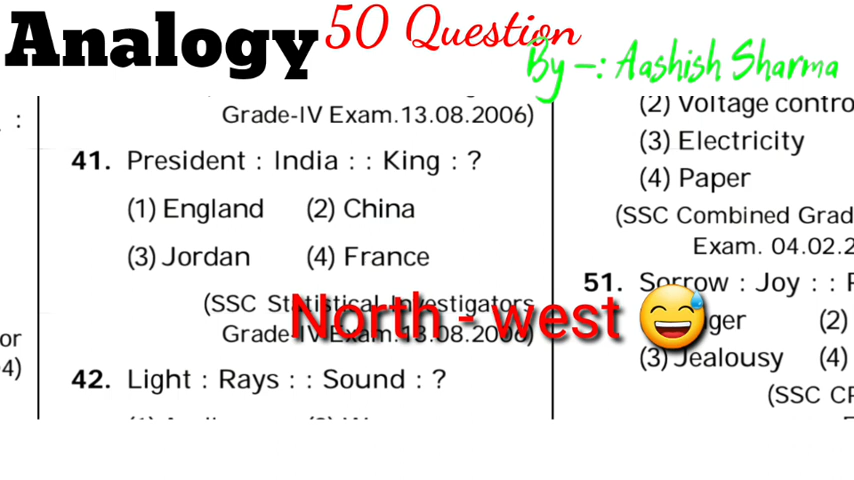 Analogy 50 Question
By -: Aashish Sharma
Grade-IV Exam.13.08.2006)
41. President : India : : King : ?
(1) England (2) China
(3) Jordan (4) France
(SSC Statistical Investigators
Grade-IV Exam.13.08.2006)
North - west
42. Light : Rays : : Sound : ?
:
or
4)
(2) Voltage contro
(3) Electricity
(4) Paper
(SSC Combined Grad
Exam. 04.02.2
51. Sorrow : Joy : :
ger (2)
(3) Jealousy (4)
(SSC CP